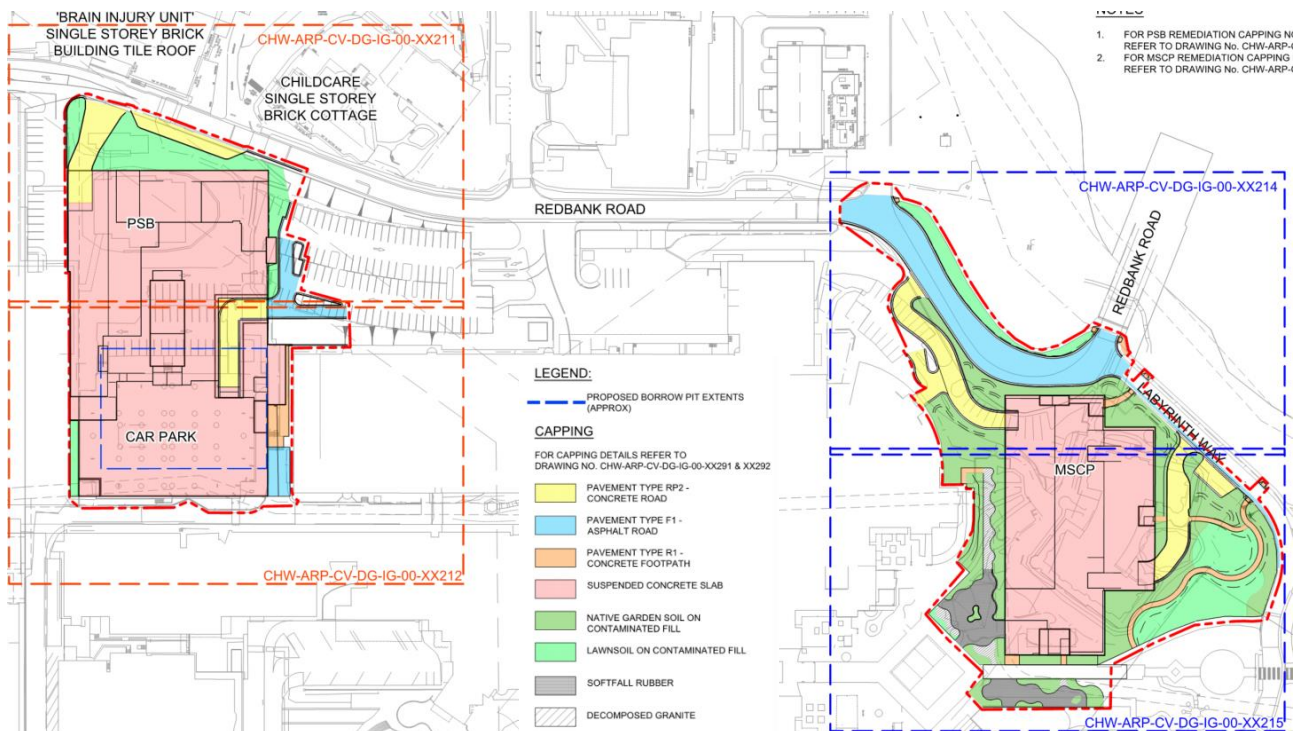 'BRAIN INJURY UNIT'
SINGLE STOREY BRICK
BUILDING TILE ROOF
CHW-ARP-CV-DG-IG-00-XX211
CHILDCARE
SINGLE STOREY
BRICK COTTAGE
NOTES
1. FOR PSB REMEDIATION CAPPING
REFER TO DRAWING No. CHW-ARP-
2. FOR MSCP REMEDIATION CAPPING
REFER TO DRAWING No. CHW-ARP-
CHW-ARP-CV-DG-IG-00-XX214
PSB
REDBANK ROAD
REDBANK ROAD
LEGEND:
PROPOSED BORROW PIT EXTENTS
(APPROX)
LABYRINTH WAY
CAPPING
CAR PARK
FOR CAPPING DETAILS REFER TO
DRAWING NO. CHW-ARP-CV-DG-IG-00-XX291 & XX292
MSCP
PAVEMENT TYPE RP2 -
CONCRETE ROAD
PAVEMENT TYPE F1 -
ASPHALT ROAD
PAVEMENT TYPE R1 -
CONCRETE FOOTPATH
CHW-ARP-CV-DG-IG-00-XX212
SUSPENDED CONCRETE SLAB
NATIVE GARDEN SOIL ON
CONTAMINATED FILL
LAWNSOIL ON CONTAMINATED FILL
SOFTFALL RUBBER
DECOMPOSED GRANITE
CHW-ARP-CV-DG-IG-00-XX215